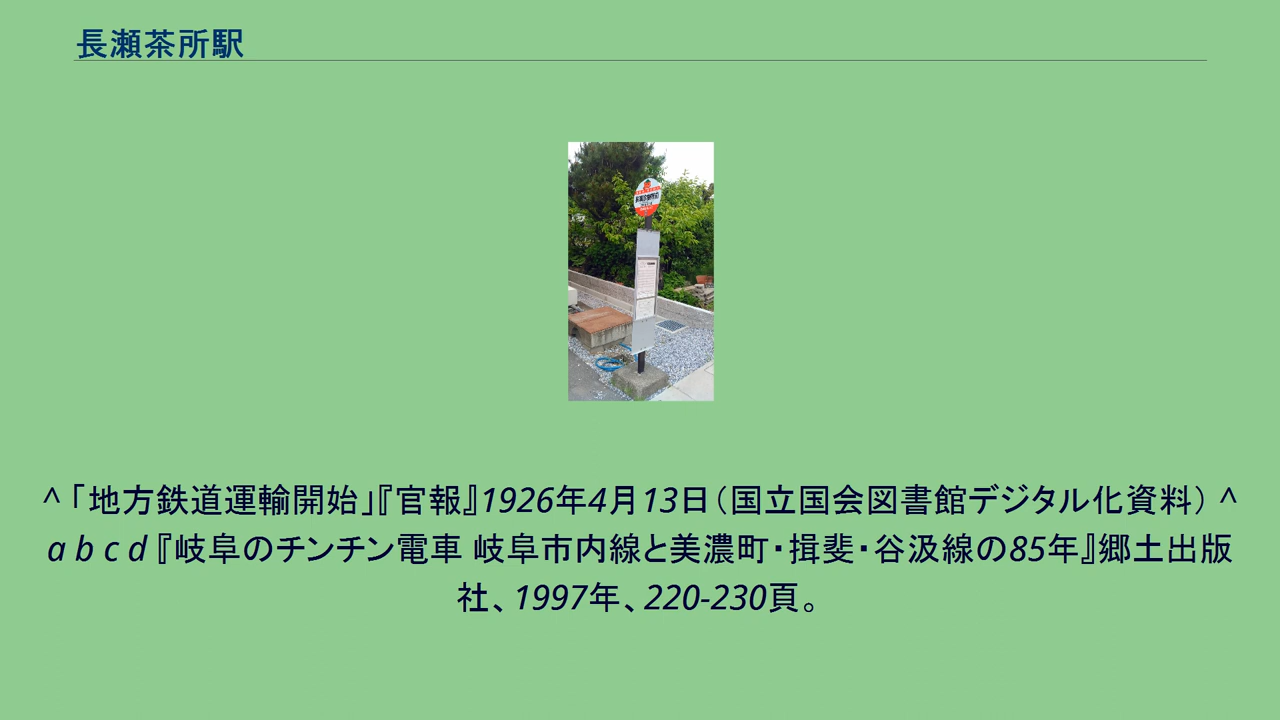 長瀬茶所駅
^ 「地方鉄道運輸開始」『官報』1926年4月13日（国立国会図書館デジタル化資料） ^
a b c d 『岐阜のチンチン電車 岐阜市内線と美濃町・揖斐・谷汲線の85年』郷土出版
社、1997年、220-230頁。